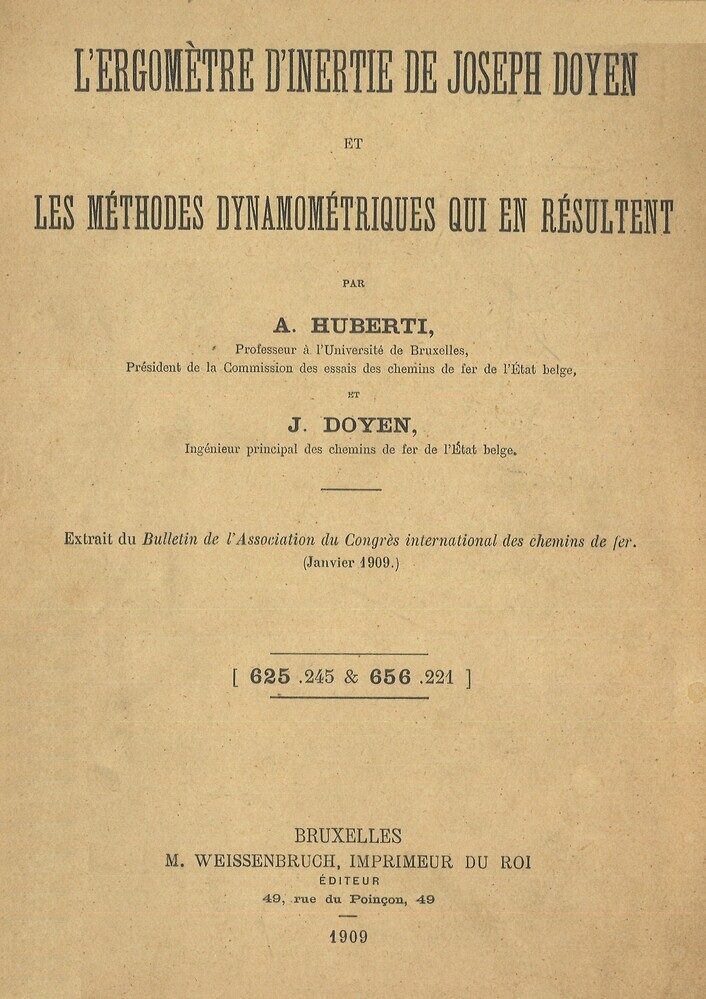 L'ERGOMÈTRE D'INERTIE DE JOSEPH DOYEN
ET
LES MÉTHODES DYNAMOMÉTRIQUES QUI EN RÉSULTENT
PAR
A. HUBERTI,
Professeur à l'Université de Bruxelles,
Président de la Commission des essais des chemins de fer de l'État belge,
ET
J. DOYEN,
Ingénieur principal des chemins de fer de l'État belge.
Extrait du Bulletin de l'Association du Congrès international des chemins de fer.
(Janvier 1909.)
[ 625 .245 & 656 .221 ]
BRUXELLES
M. WEISSENBRUCH, IMPRIMEUR DU ROI
ÉDITEUR
49, rue du Poinçon, 49
1909